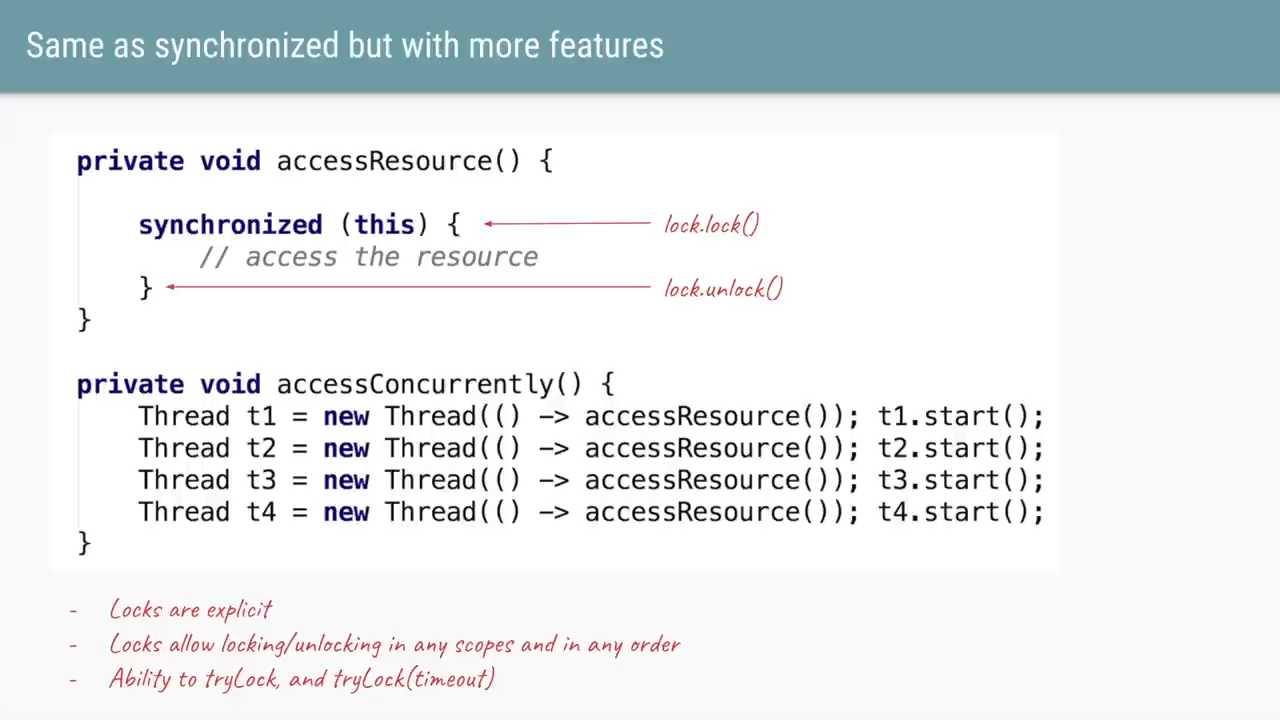 Same as synchronized but with more features
private void accessResource() {
synchronized (this) { lock.lock()
// access the resource
} lock.unlock()
}
private void accessConcurrently() {
Thread t1 = new Thread(() -> accessResource()); t1.start();
Thread t2 = new Thread(() -> accessResource()); t2.start();
Thread t3 = new Thread(() -> accessResource()); t3.start();
Thread t4 = new Thread(() -> accessResource()); t4.start();
}
- Locks are explicit
- Locks allow locking/unlocking in any scopes and in any order
- Ability to tryLock, and tryLock(timeout)